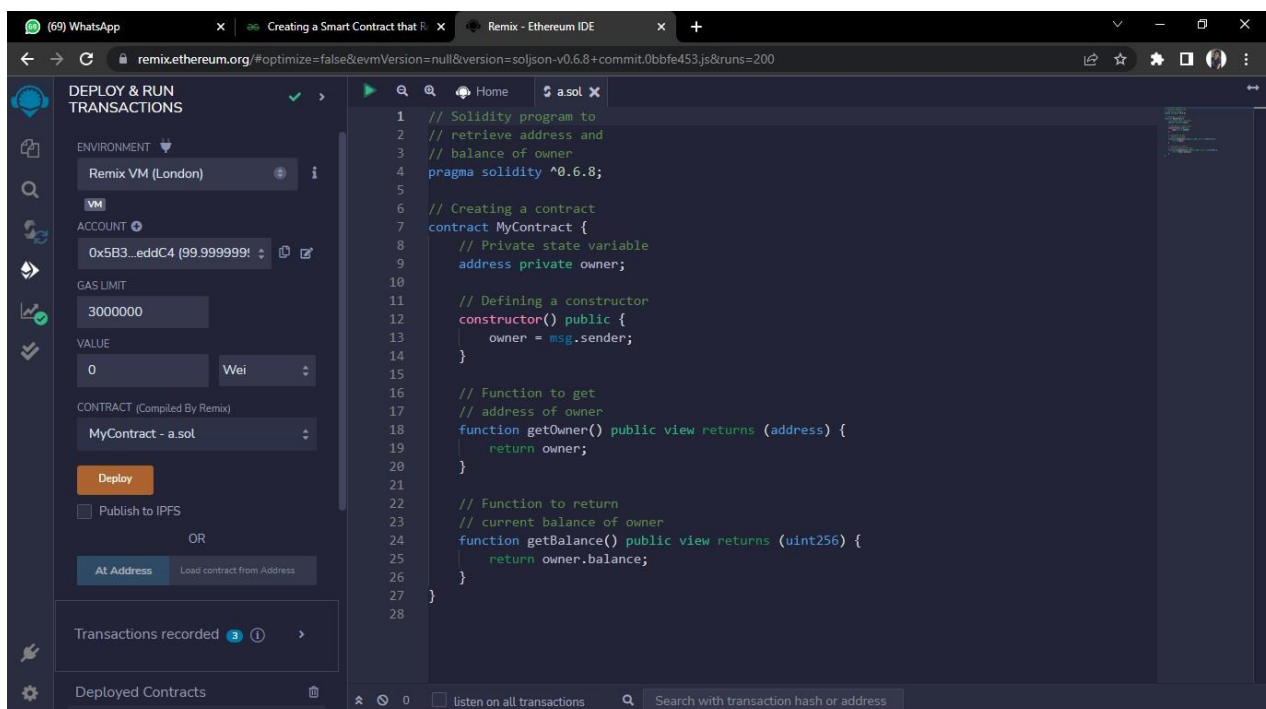 (69) WhatsApp
Creating a Smart Contract that R
Remix - Ethereum IDE
remix.ethereum.org/#optimize=false&evmVersion=null&version=soljson-v0.6.8+commit.0bbfe453.js&runs=200
DEPLOY & RUN
TRANSACTIONS
ENVIRONMENT
Remix VM (London)
VM
ACCOUNT
0x5B3...eddC4 (99.9999999
GAS LIMIT
3000000
VALUE
0 Wei
CONTRACT (Compiled By Remix)
MyContract - a.sol
Deploy
Publish to IPFS
OR
At Address Load contract from Address
Transactions recorded 3
Deployed Contracts
Home a.sol
1 // Solidity program to
2 // retrieve address and
3 // balance of owner
4 pragma solidity ^0.6.8;
5
6 // Creating a contract
7 contract MyContract {
8 // Private state variable
9 address private owner;
10
11 // Defining a constructor
12 constructor() public {
13 owner = msg.sender;
14 }
15
16 // Function to get
17 // address of owner
18 function getOwner() public view returns (address) {
19 return owner;
20 }
21
22 // Function to return
23 // current balance of owner
24 function getBalance() public view returns (uint256) {
25 return owner.balance;
26 }
27 }
28
0 listen on all transactions Search with transaction hash or address